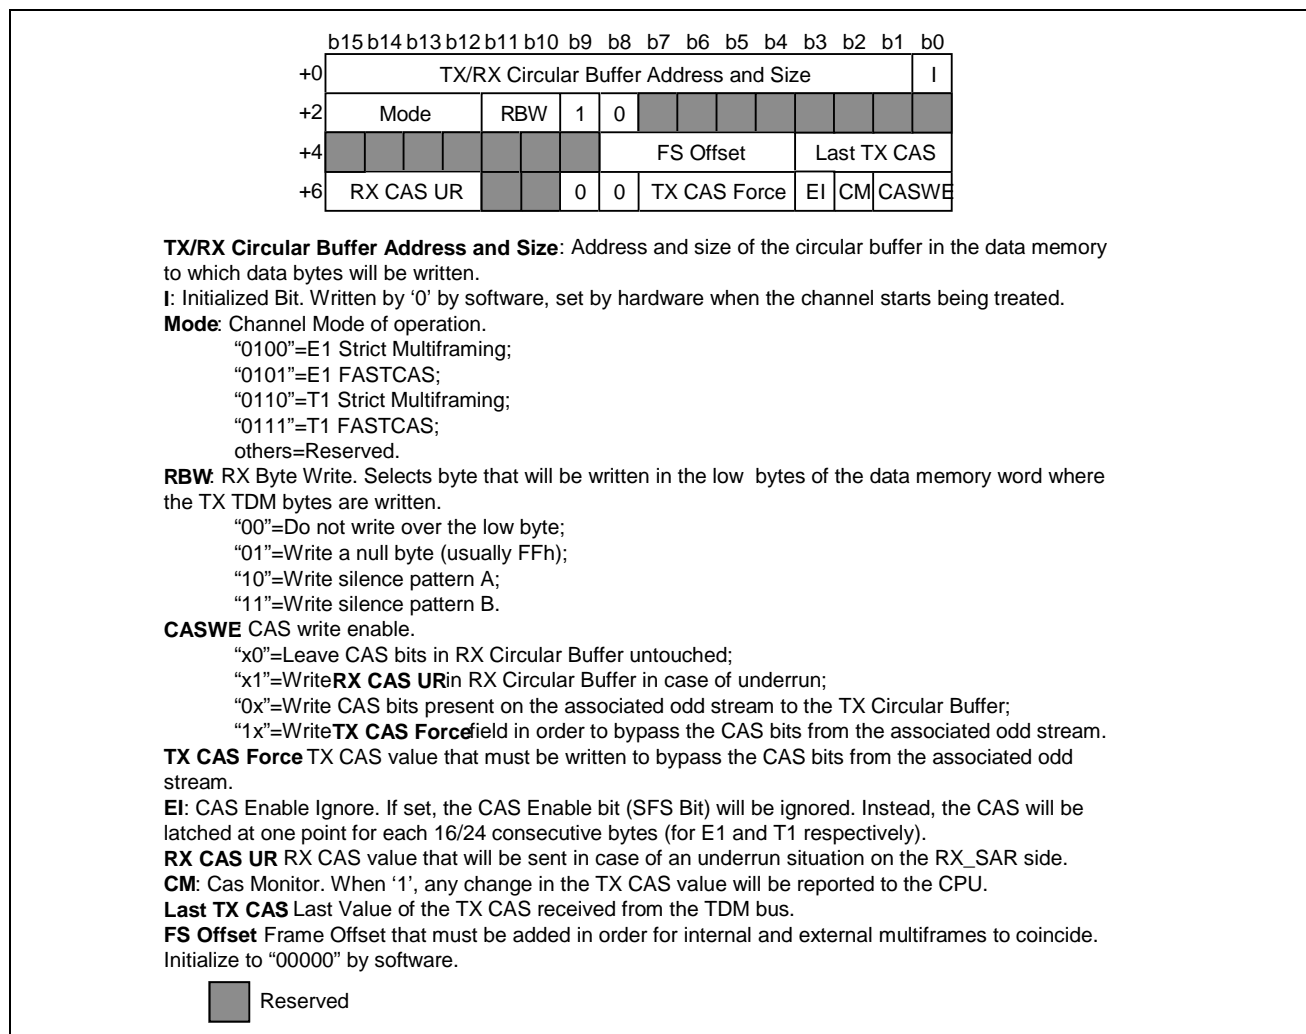 b15 b14 b13 b12 b11 b10 b9 b8 b7 b6 b5 b4 b3 b2 b1 b0
+0 TX/RX Circular Buffer Address and Size I
+2 Mode RBW 1 0
+4 FS Offset Last TX CAS
+6 RX CAS UR 0 0 TX CAS Force EI CM CASWE
TX/RX Circular Buffer Address and Size: Address and size of the circular buffer in the data memory
to which data bytes will be written.
I: Initialized Bit. Written by ‘0’ by software, set by hardware when the channel starts being treated.
Mode: Channel Mode of operation.
“0100”=E1 Strict Multiframing;
“0101”=E1 FASTCAS;
“0110”=T1 Strict Multiframing;
“0111”=T1 FASTCAS;
others=Reserved.
RBW: RX Byte Write. Selects byte that will be written in the low bytes of the data memory word where
the TX TDM bytes are written.
“00”=Do not write over the low byte;
“01”=Write a null byte (usually FFh);
“10”=Write silence pattern A;
“11”=Write silence pattern B.
CASWE: CAS write enable.
“x0”=Leave CAS bits in RX Circular Buffer untouched;
“x1”=Write RX CAS UR in RX Circular Buffer in case of underrun;
“0x”=Write CAS bits present on the associated odd stream to the TX Circular Buffer;
“1x”=Write TX CAS Force field in order to bypass the CAS bits from the associated odd stream.
TX CAS Force TX CAS value that must be written to bypass the CAS bits from the associated odd
stream.
EI: CAS Enable Ignore. If set, the CAS Enable bit (SFS Bit) will be ignored. Instead, the CAS will be
latched at one point for each 16/24 consecutive bytes (for E1 and T1 respectively).
RX CAS UR RX CAS value that will be sent in case of an underrun situation on the RX_SAR side.
CM: Cas Monitor. When ‘1’, any change in the TX CAS value will be reported to the CPU.
Last TX CAS Last Value of the TX CAS received from the TDM bus.
FS Offset Frame Offset that must be added in order for internal and external multiframes to coincide.
Initialize to “00000” by software.
Reserved